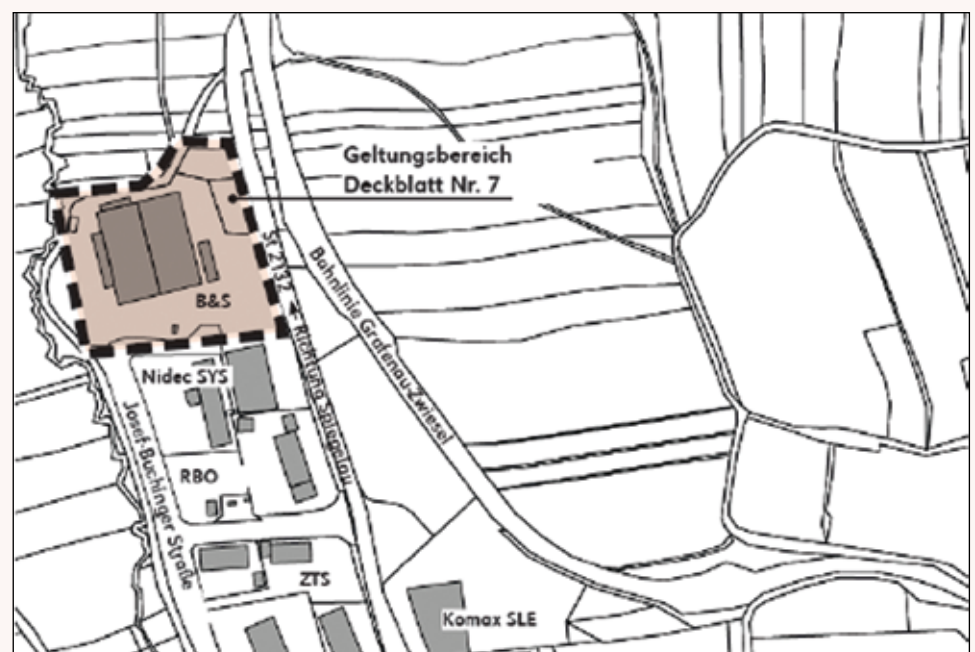 Geltungsbereich
Deckblatt Nr. 7
St 2132 ◄ Richtung Spiegelau
Bahnlinie Grafenau-Zwiesel
B&S
Nidec SYS
Josef-Buchinger Straße
RBO
ZTS
Komax SLE